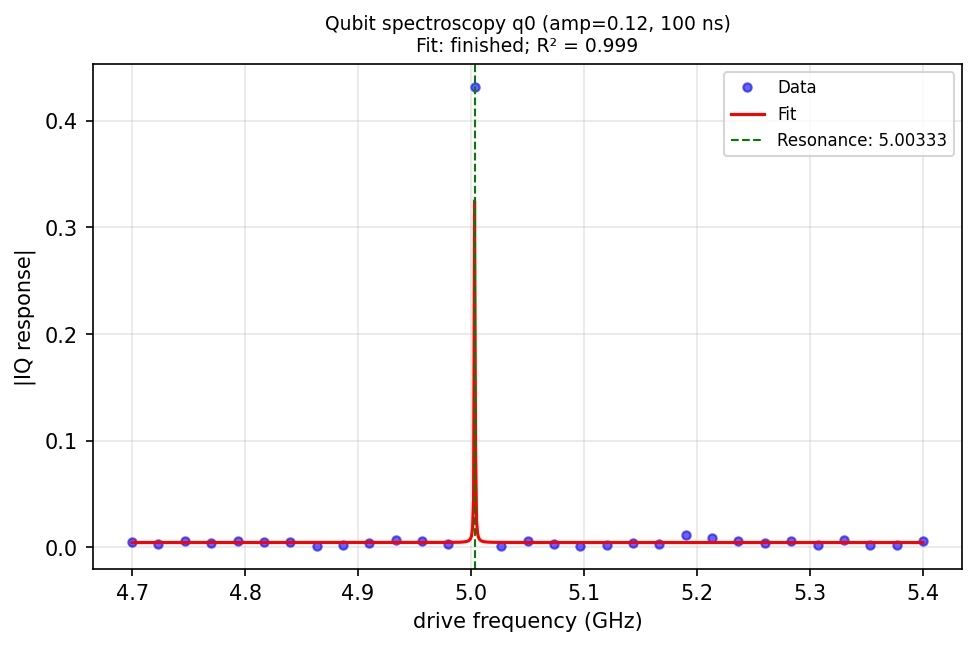 Qubit spectroscopy q0 (amp=0.12, 100 ns)
Fit: finished; R² = 0.999
|IQ response|
0.4
0.3
0.2
0.1
0.0
Data
Fit
Resonance: 5.00333
4.7 4.8 4.9 5.0 5.1 5.2 5.3 5.4
drive frequency (GHz)